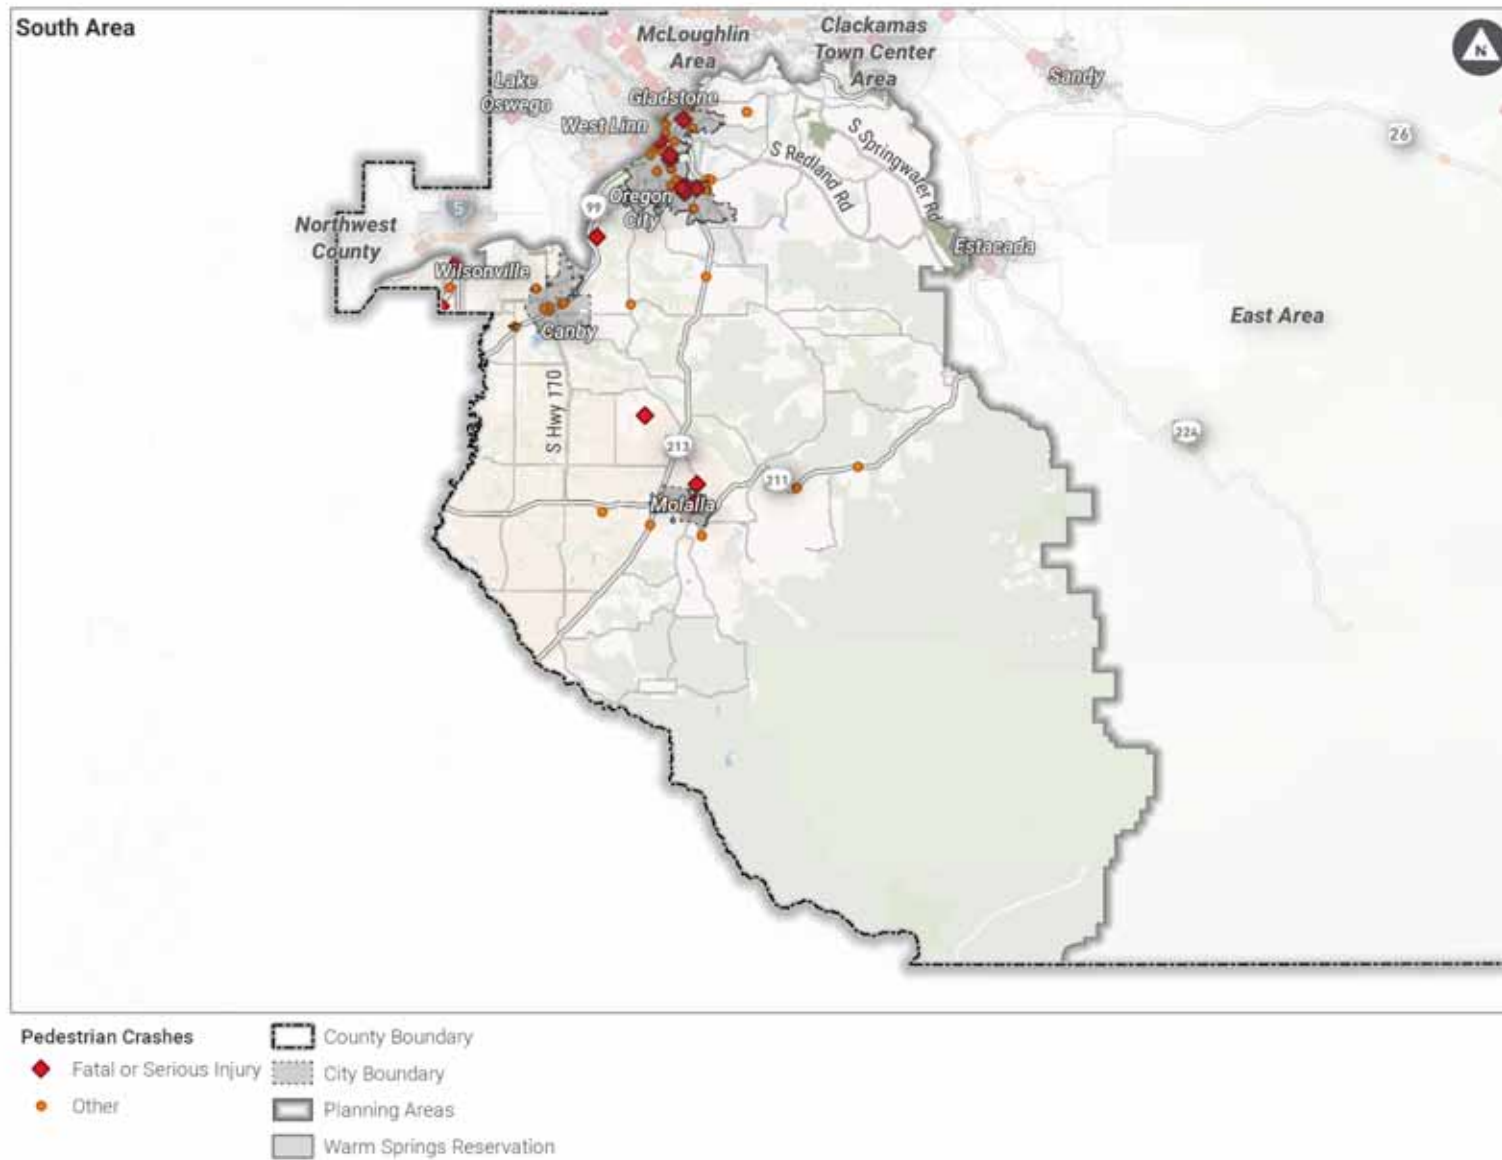 South Area
N
McLoughlin
Area
Clackamas
Town Center
Area
Lake
Oswego
Sandy
Gladstone
West Linn
26
S Redland Rd
S Springwater Rd
Oregon
City
99
5
Northwest
County
Estacada
Wilsonville
East Area
Canby
S Hwy 170
213
224
211
Molalla
Pedestrian Crashes
Fatal or Serious Injury
Other
County Boundary
City Boundary
Planning Areas
Warm Springs Reservation